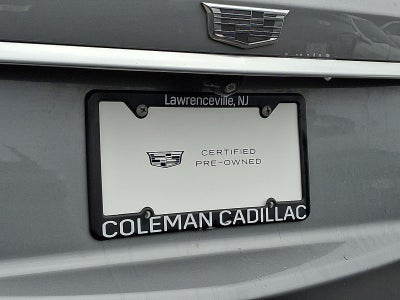 Lawrenceville, NJ
CERTIFIED
PRE-OWNED
COLEMAN CADILLAC